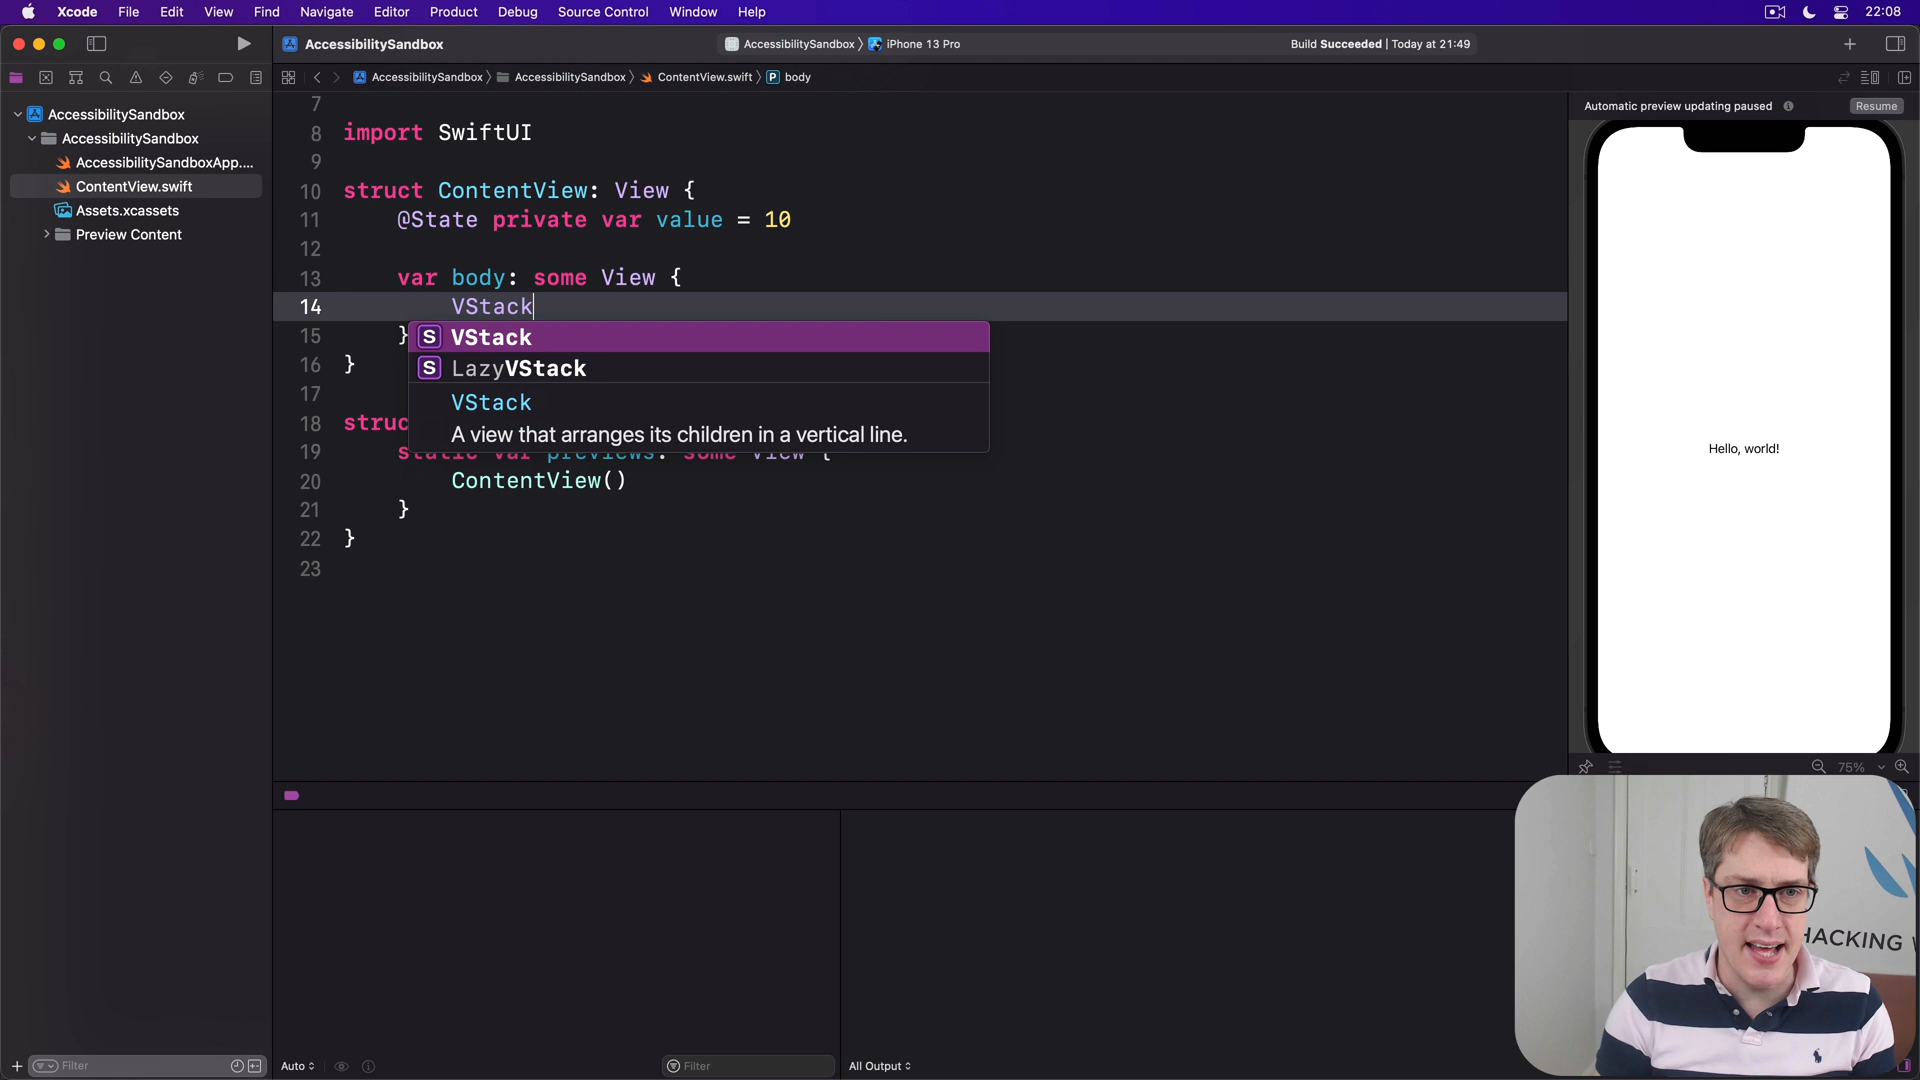 Xcode File Edit View Find Navigate Editor Product Debug Source Control Window Help 22:08
AccessibilitySandbox
AccessibilitySandbox 〉 iPhone 13 Pro
Build Succeeded | Today at 21:49
AccessibilitySandbox 〉 AccessibilitySandbox 〉 ContentView.swift 〉 P body
AccessibilitySandbox
AccessibilitySandbox
AccessibilitySandboxApp....
ContentView.swift
Assets.xcassets
Preview Content
7
8 import SwiftUI
9
10 struct ContentView: View {
11 @State private var value = 10
12
13 var body: some View {
14 VStack
15 }
16 }
17
18 struc
19 static var previews: some View {
20 ContentView()
21 }
22 }
23
S VStack
S LazyVStack
VStack
A view that arranges its children in a vertical line.
Automatic preview updating paused Resume
Hello, world!
75%
HACKING
Filter
Auto
Filter
All Output